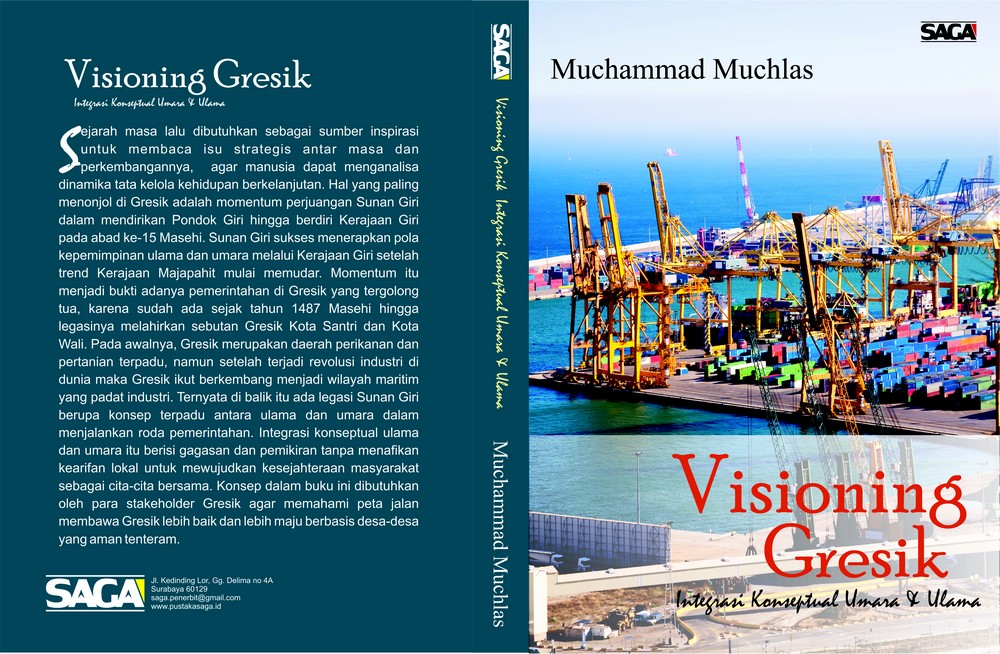 Visioning Gresik
Integrasi Konseptual Umara & Ulama
Sejarah masa lalu dibutuhkan sebagai sumber inspirasi
untuk membaca isu strategis antar masa dan
perkembangannya, agar manusia dapat menganalisa
dinamika tata kelola kehidupan berkelanjutan. Hal yang paling
menonjol di Gresik adalah momentum perjuangan Sunan Giri
dalam mendirikan Pondok Giri hingga berdiri Kerajaan Giri
pada abad ke-15 Masehi. Sunan Giri sukses menerapkan pola
kepemimpinan ulama dan umara melalui Kerajaan Giri setelah
trend Kerajaan Majapahit mulai memudar. Momentum itu
menjadi bukti adanya pemerintahan di Gresik yang tergolong
tua, karena sudah ada sejak tahun 1487 Masehi hingga
legasinya melahirkan sebutan Gresik Kota Santri dan Kota
Wali. Pada awalnya, Gresik merupakan daerah perikanan dan
pertanian terpadu, namun setelah terjadi revolusi industri di
dunia maka Gresik ikut berkembang menjadi wilayah maritim
yang padat industri. Ternyata di balik itu ada legasi Sunan Giri
berupa konsep terpadu antara ulama dan umara dalam
menjalankan roda pemerintahan. Integrasi konseptual ulama
dan umara itu berisi gagasan dan pemikiran tanpa menafikan
kearifan lokal untuk mewujudkan kesejahteraan masyarakat
sebagai cita-cita bersama. Konsep dalam buku ini dibutuhkan
oleh para stakeholder Gresik agar memahami peta jalan
membawa Gresik lebih baik dan lebih maju berbasis desa-desa
yang aman tenteram.
SAGA
Jl. Kedinding Lor, Gg. Delima no 4A
Surabaya 60129
saga.penerbit@gmail.com
www.pustakasaga.id
SAGA
Visioning Gresik Integrasi Konseptual Umara & Ulama
Muchammad Muchlas
SAGA
Muchammad Muchlas
Visioning
Gresik
Integrasi Konseptual Umara & Ulama